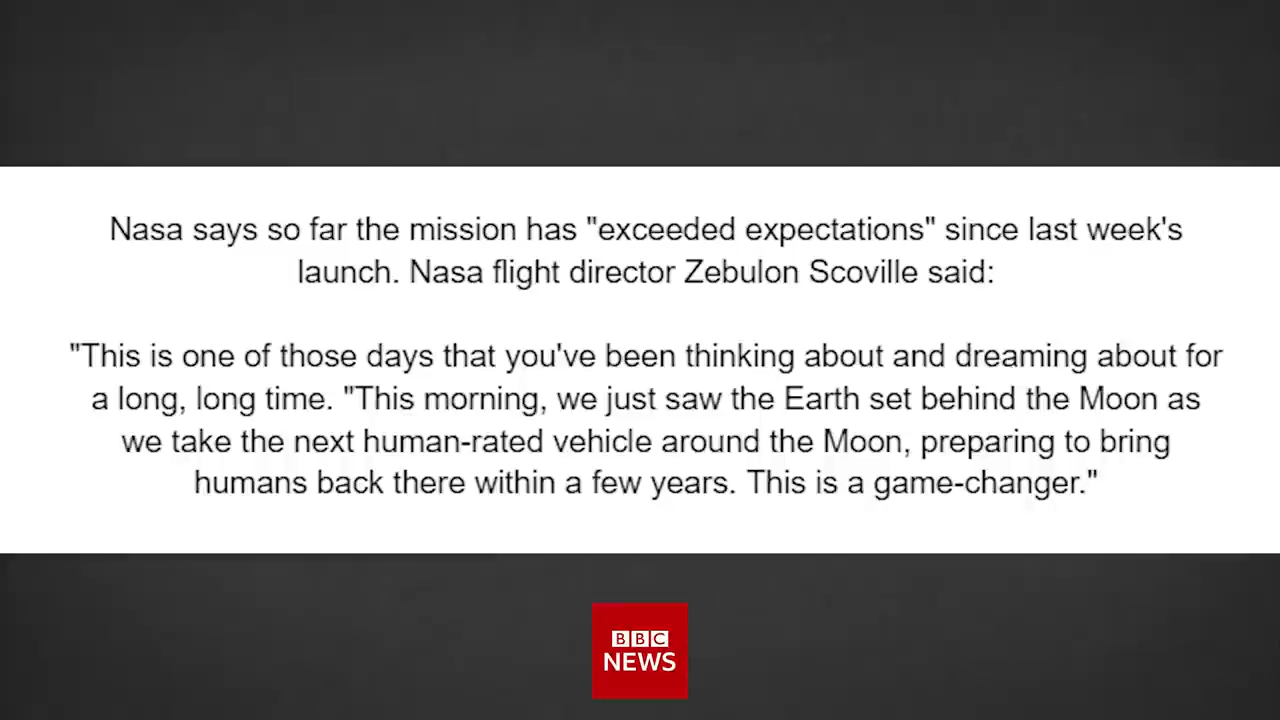 Nasa says so far the mission has "exceeded expectations" since last week's
launch. Nasa flight director Zebulon Scoville said:
"This is one of those days that you've been thinking about and dreaming about for
a long, long time. "This morning, we just saw the Earth set behind the Moon as
we take the next human-rated vehicle around the Moon, preparing to bring
humans back there within a few years. This is a game-changer."
BBC
NEWS